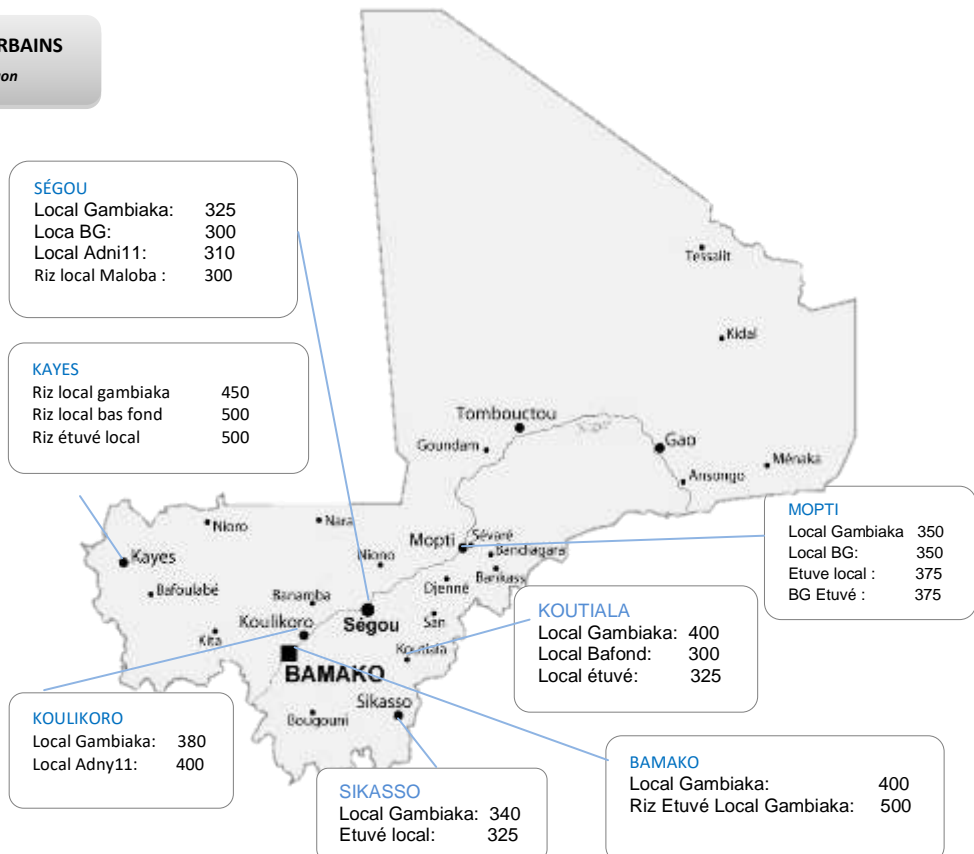 RBAINS
on
SÉGOU
Local Gambiaka: 325
Loca BG: 300
Local Adni11: 310
Riz local Maloba : 300
KAYES
Riz local gambiaka 450
Riz local bas fond 500
Riz étuvé local 500
Tessalit
Kidal
Tombouctou
Goundam
Niger
Gao
Ansongo
Ménaka
MOPTI
Local Gambiaka 350
Local BG: 350
Etuve local : 375
BG Etuvé : 375
Nioro
Nara
Mopti
Sévaré
Bandiagara
Kayes
Niono
Bankass
Bafoulabé
Djenné
Banamba
Ségou
San
Koulikoro
Kita
Koutiala
BAMAKO
KOUTIALA
Local Gambiaka: 400
Local Bafond: 300
Local étuvé: 325
Sikasso
Bougouni
KOULIKORO
Local Gambiaka: 380
Local Adny11: 400
SIKASSO
Local Gambiaka: 340
Etuvé local: 325
BAMAKO
Local Gambiaka: 400
Riz Etuvé Local Gambiaka: 500